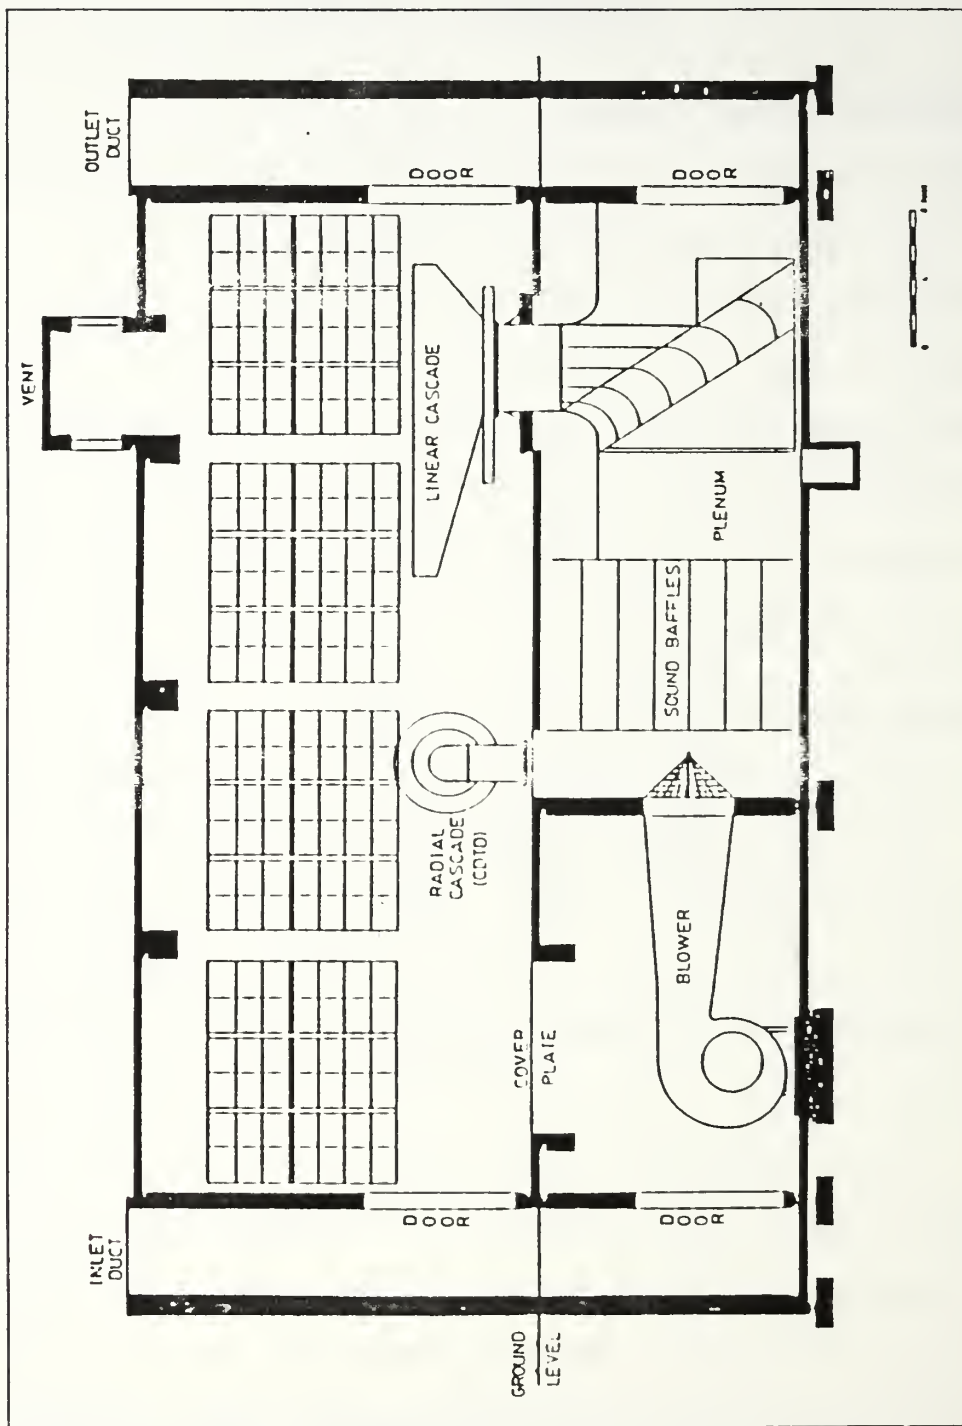 VENT
OUTLET
DUCT
DOOR
DOOR
LINEAR CASCADE
PLENUM
SOUND BAFFLES
RADIAL
CASCADE
(CDTD)
BLOWER
COVER
PLATE
INLET
DUCT
DOOR
DOOR
GROUND
LEVEL